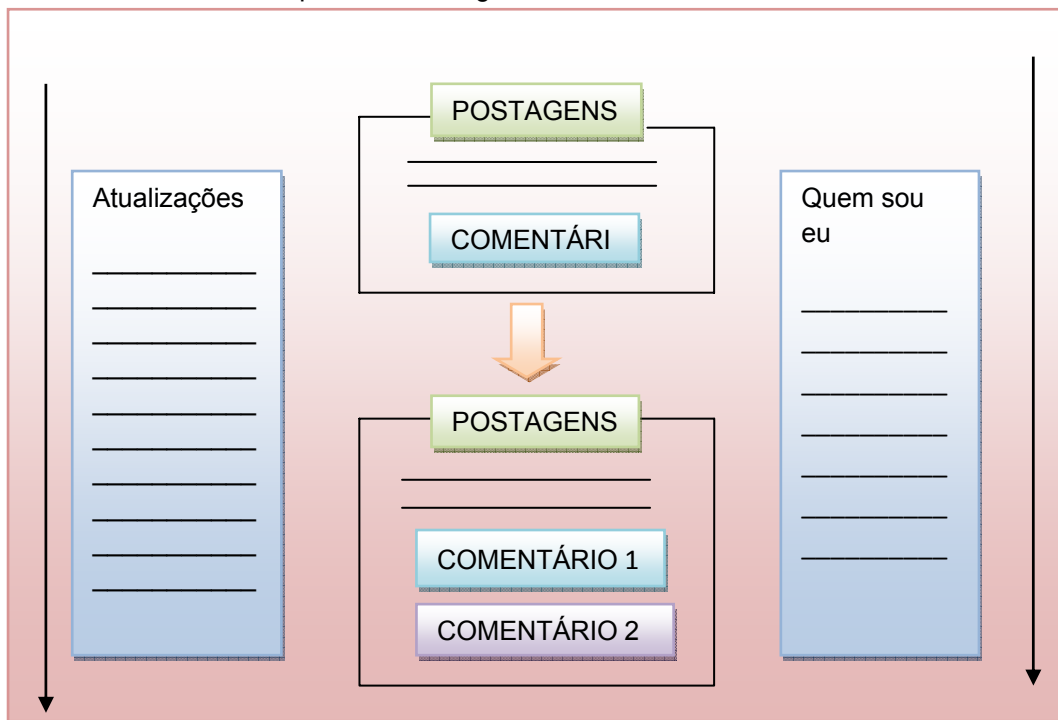 POSTAGENS
COMENTÁRI
Atualizações
Quem sou
eu
POSTAGENS
COMENTÁRIO 1
COMENTÁRIO 2